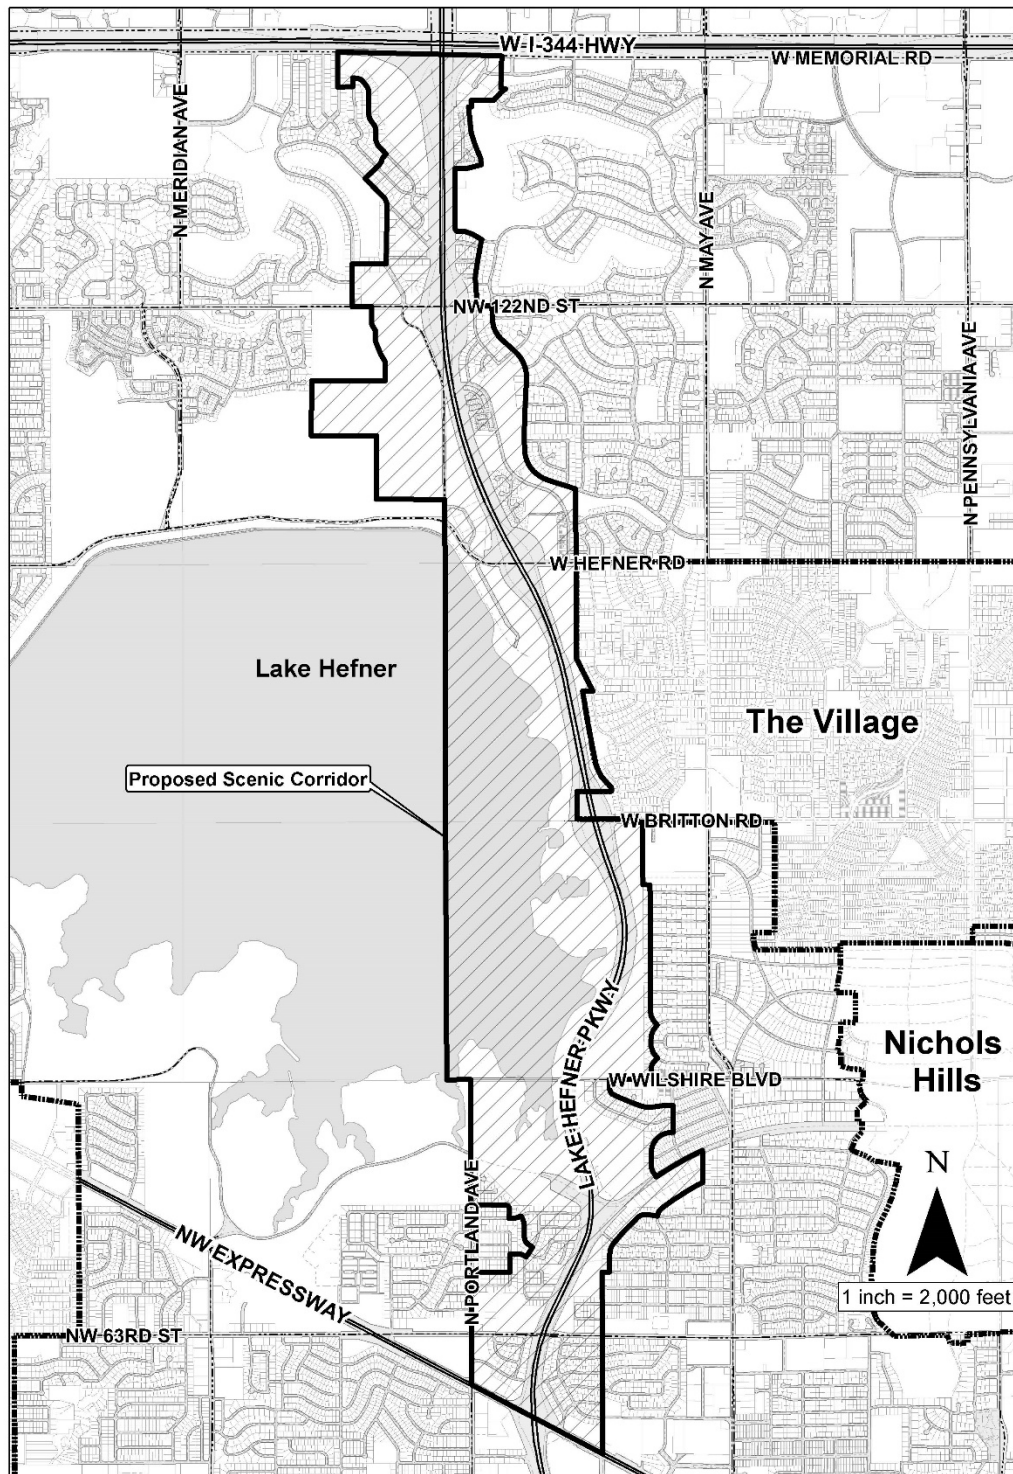 W I-344 HWY
W MEMORIAL RD
N MERIDIAN AVE
N MAY AVE
NW 122ND ST
N PENNSYLVANIA AVE
W HEFNER RD
Lake Hefner
The Village
Proposed Scenic Corridor
W BRITTON RD
LAKE HEFNER PKWY
Nichols
Hills
W WILSHIRE BLVD
N
N PORTLAND AVE
NW EXPRESSWAY
1 inch = 2,000 feet
NW 63RD ST